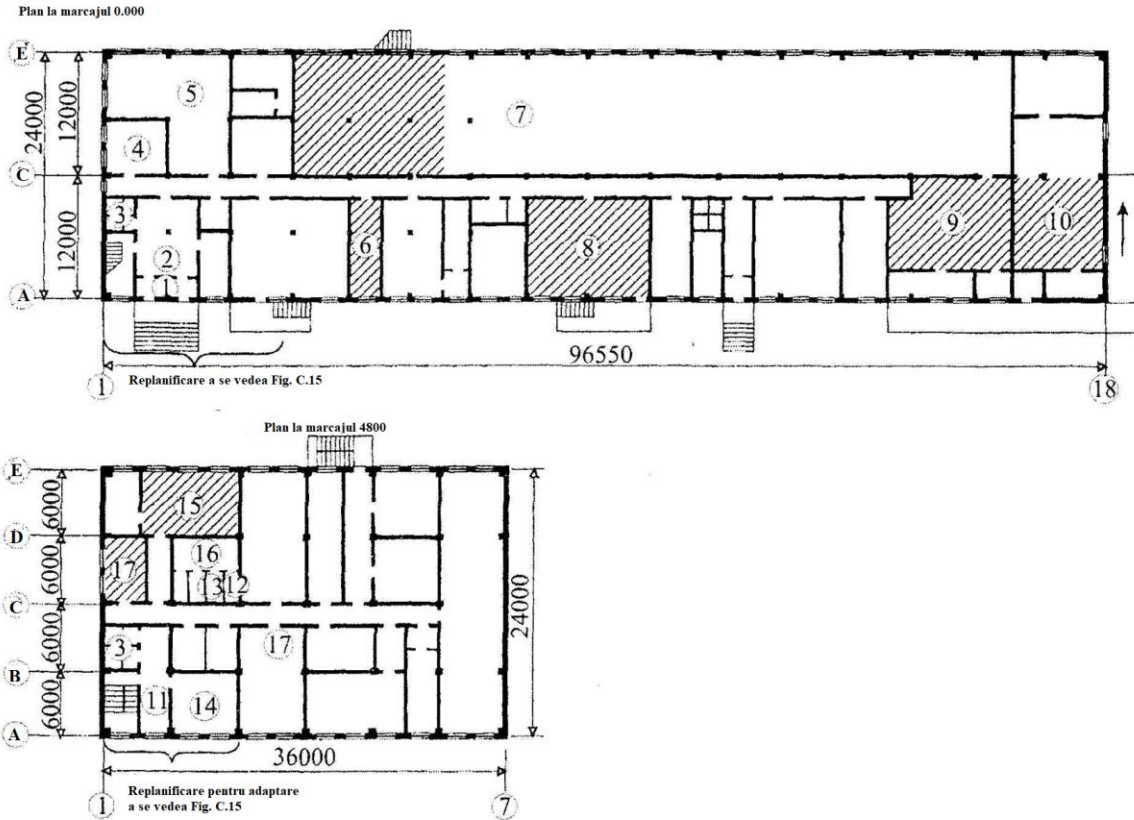 Plan la marcajul 0.000
E
5
7
4
24000
12000
C
3
2
1
6
8
9
10
12000
A
96550
1
Replanificare a se vedea Fig. C.15
18
Plan la marcajul 4800
E
15
6000
D
17
16
13
12
6000
C
24000
3
17
6000
B
11
14
6000
A
36000
1
Replanificare pentru adaptare
a se vedea Fig. C.15
7